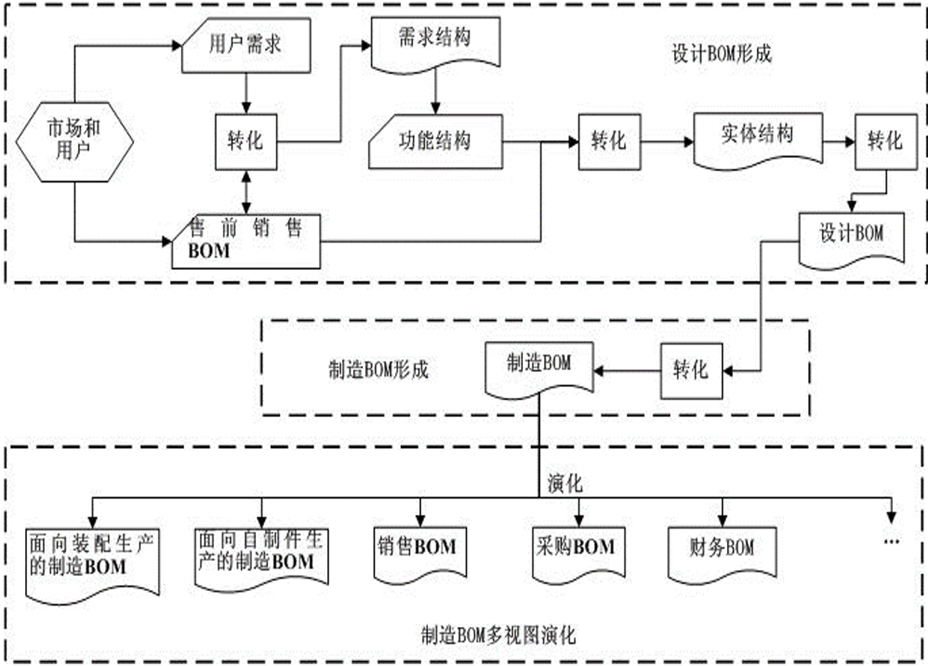 用户需求
需求结构
设计BOM形成
市场和
用户
转化
功能结构
转化
实体结构
转化
售前销售
BOM
设计BOM
制造BOM形成
制造BOM
转化
演化
面向装配生产
的制造BOM
面向自制件生
产的制造BOM
销售BOM
采购BOM
财务BOM
...
制造BOM多视图演化